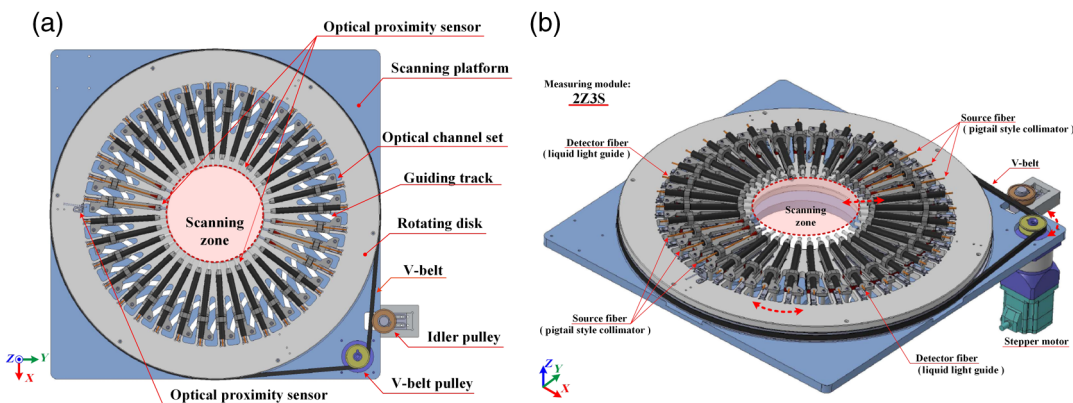 (a)
Optical proximity sensor
Scanning platform
Optical channel set
Guiding track
Rotating disk
V-belt
Idler pulley
V-belt pulley
Optical proximity sensor
Scanning
zone
Z
Y
X
(b)
Measuring module:
2Z3S
Detector fiber
(liquid light guide)
Source fiber
(pigtail style collimator)
V-belt
Scanning
zone
Source fiber
(pigtail style collimator)
Detector fiber
(liquid light guide)
Stepper motor
Z
Y
X